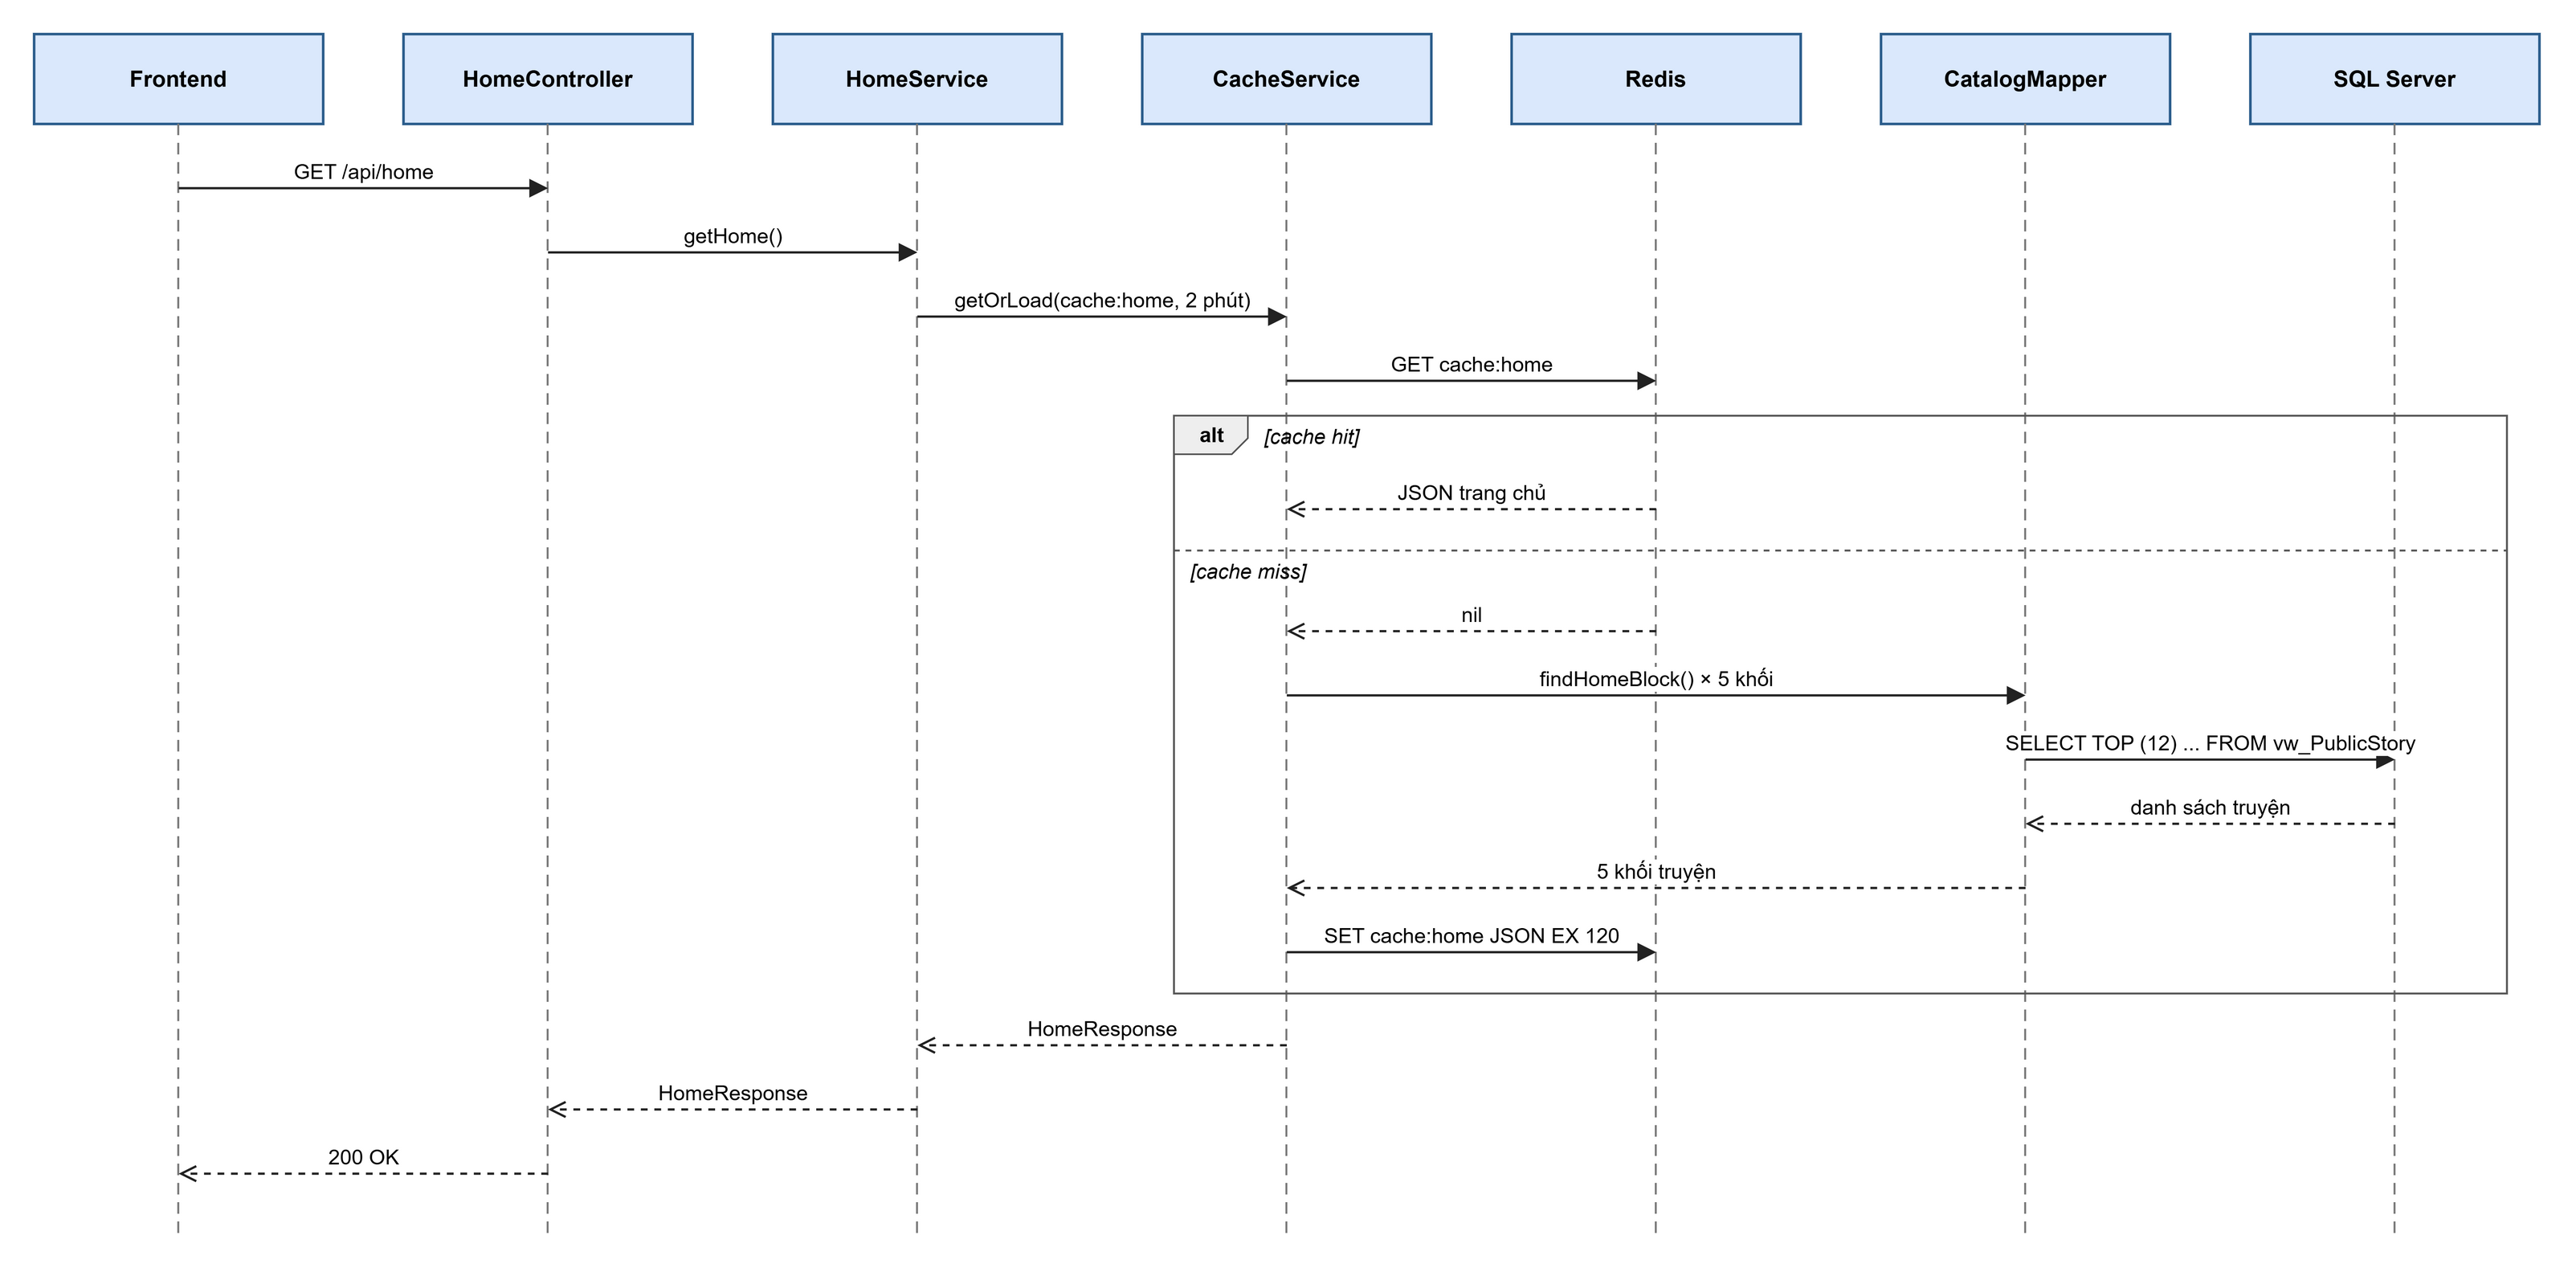 Frontend
HomeController
HomeService
CacheService
Redis
CatalogMapper
SQL Server
GET /api/home
getHome()
getOrLoad(cache:home, 2 phút)
GET cache:home
alt
[cache hit]
JSON trang chủ
[cache miss]
nil
findHomeBlock() × 5 khối
SELECT TOP (12) ... FROM vw_PublicStory
danh sách truyện
5 khối truyện
SET cache:home JSON EX 120
HomeResponse
HomeResponse
200 OK